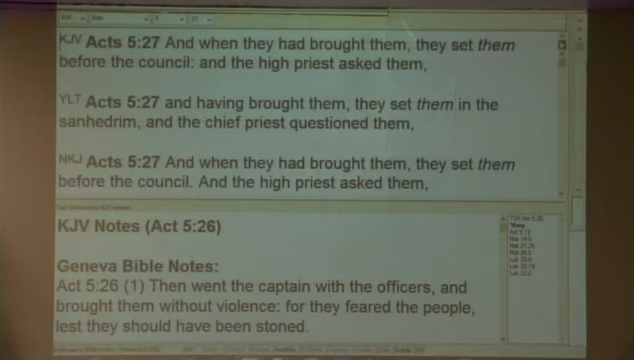 KJV Acts 5:27 And when they had brought them, they set them
before the council: and the high priest asked them,
YLT Acts 5:27 and having brought them, they set them in the
sanhedrim, and the chief priest questioned them,
NKJ Acts 5:27 And when they had brought them, they set them
before the council. And the high priest asked them,
KJV Notes (Act 5:26)
Geneva Bible Notes:
Act 5:26 (1) Then went the captain with the officers, and
brought them without violence: for they feared the people,
lest they should have been stoned.